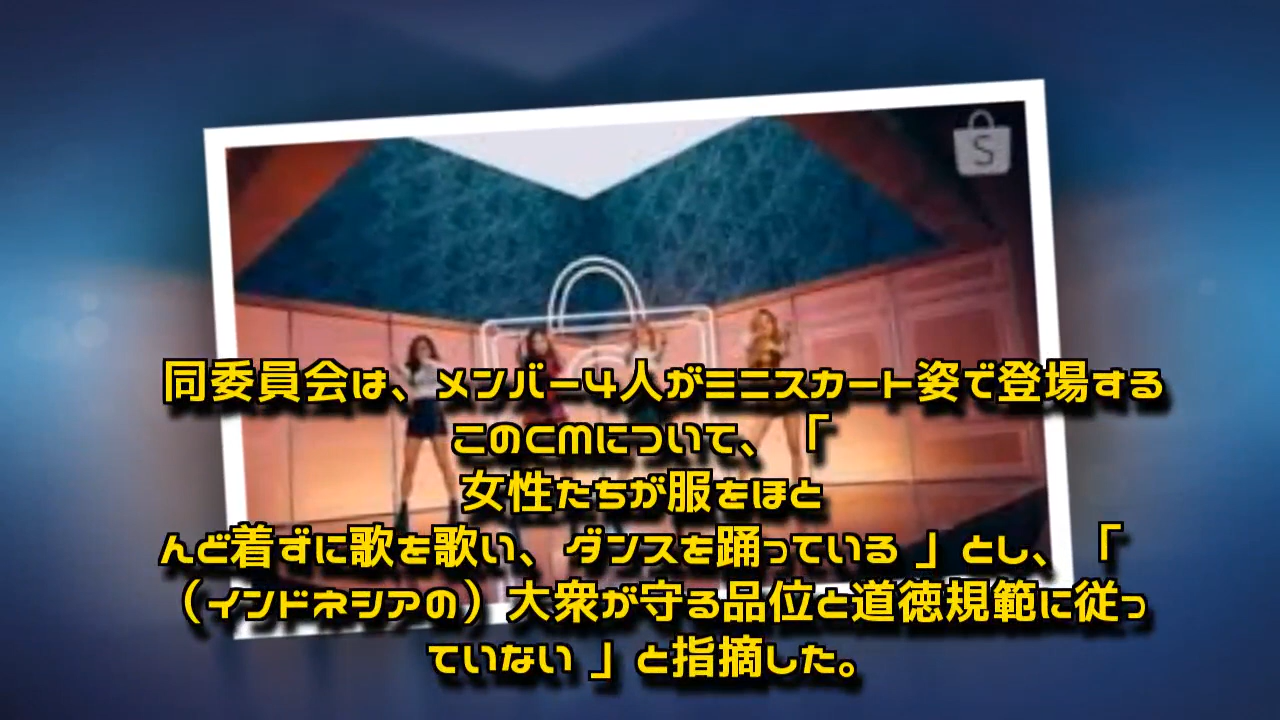 S
同委員会は、メンバー4人がミニスカート姿で登場する
このCMについて、「
女性たちが服をほと
んど着ずに歌を歌い、ダンスを踊っている 」とし、「
（インドネシアの）大衆が守る品位と道徳規範に従っ
ていない 」と指摘した。